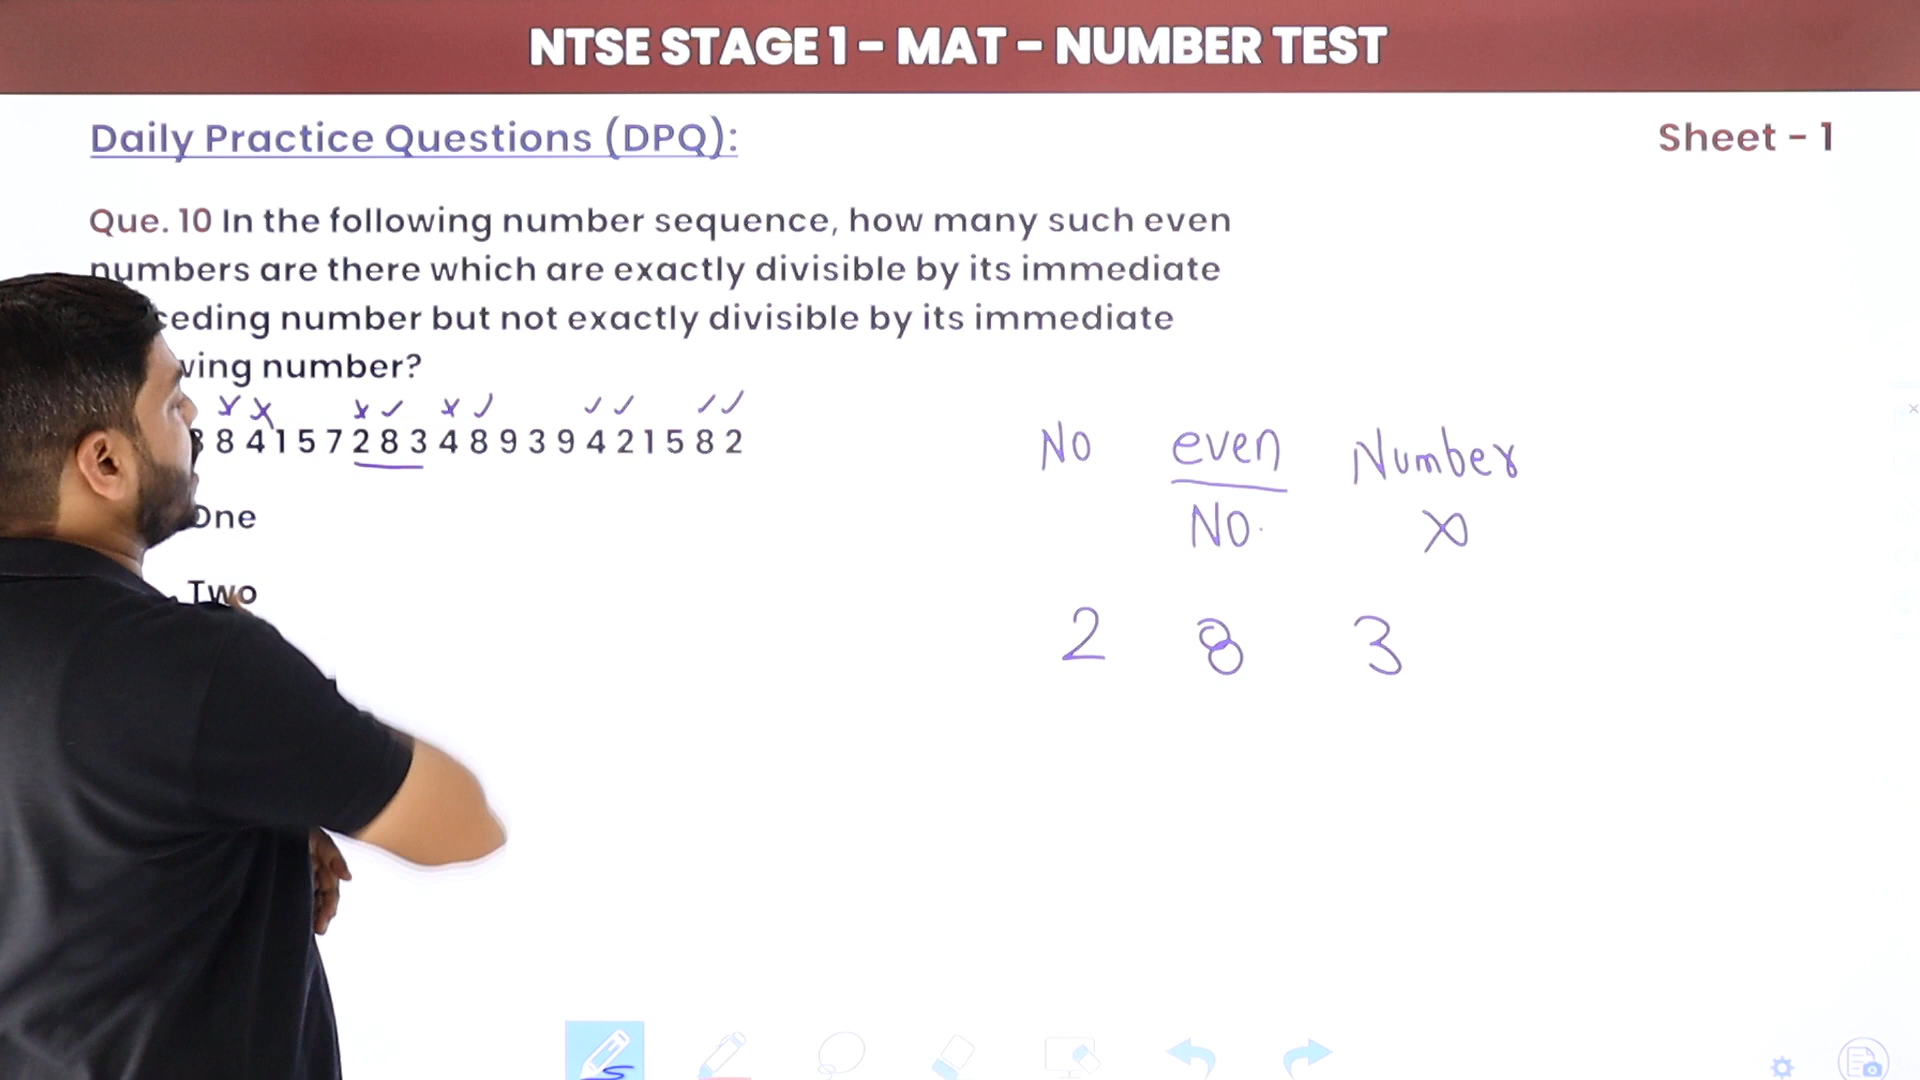 NTSE STAGE 1 – MAT – NUMBER TEST
Daily Practice Questions (DPQ):
Sheet - 1
Que. 10 In the following number sequence, how many such even
numbers are there which are exactly divisible by its immediate
ceding number but not exactly divisible by its immediate
wing number?
8 4 1 5 7 2 8 3 4 8 9 3 9 4 2 1 5 8 2
No even Number
No.
One
Two
2 8 3